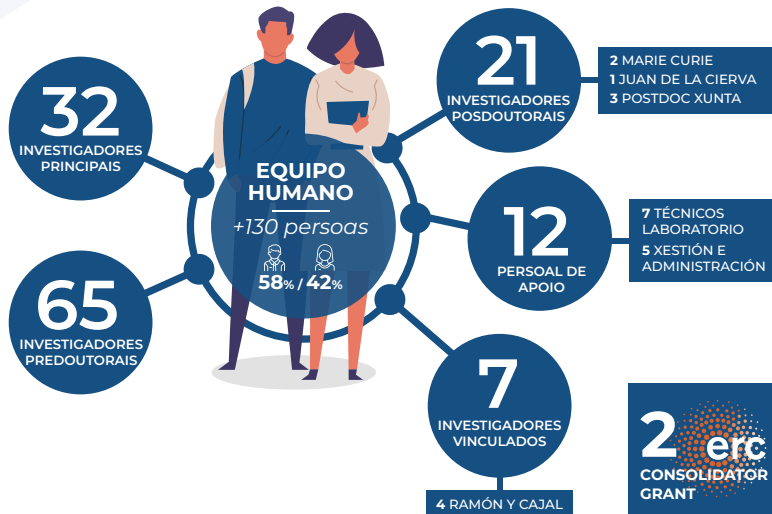 32
INVESTIGADORES
PRINCIPAIS
65
INVESTIGADORES
PREDOUTORAIS
EQUIPO
HUMANO
+130 persoas
58% / 42%
21
INVESTIGADORES
POSDOUTORAIS
2 MARIE CURIE
1 JUAN DE LA CIERVA
3 POSTDOC XUNTA
12
PERSOAL DE
APOIO
7 TÉCNICOS
LABORATORIO
5 XESTIÓN E
ADMINISTRACIÓN
7
INVESTIGADORES
VINCULADOS
4 RAMÓN Y CAJAL
2 erc
CONSOLIDATOR
GRANT